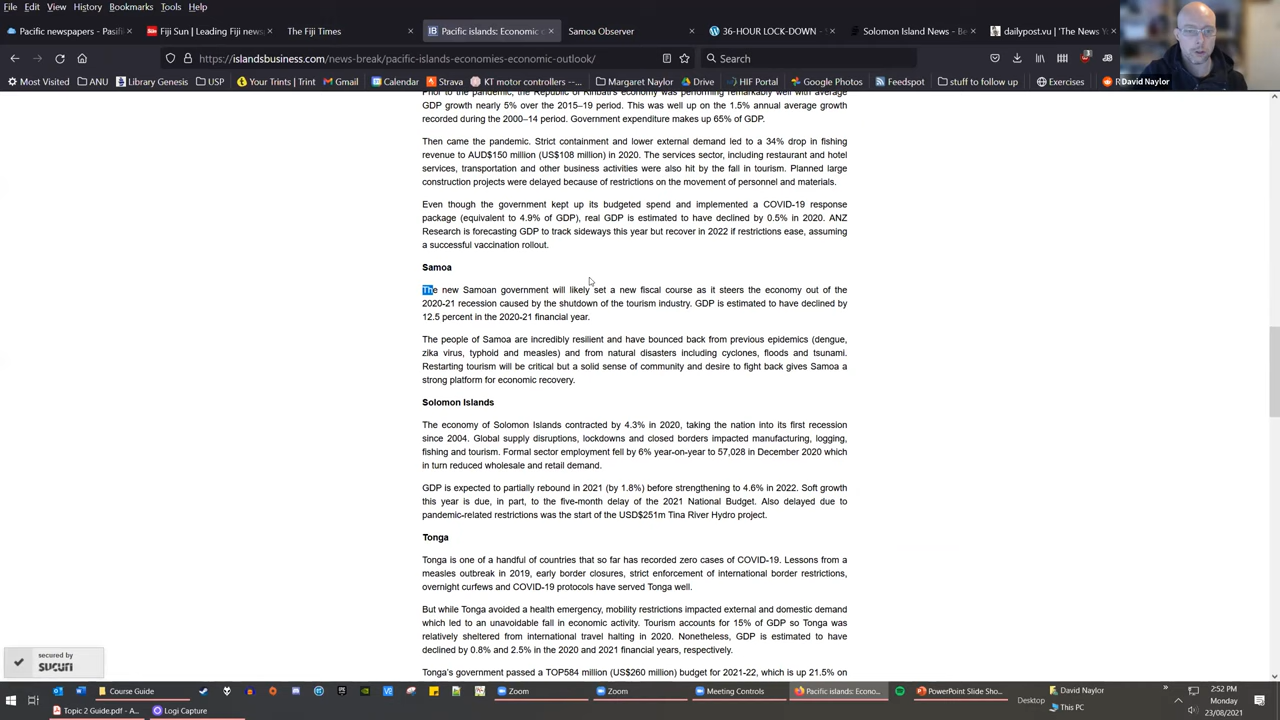 File Edit View History Bookmarks Tools Help
Pacific newspapers - Pasifi
Fiji Sun | Leading Fiji news
The Fiji Times
Pacific islands: Economic o
Samoa Observer
36-HOUR LOCK-DOWN -
Solomon Island News - Be
dailypost.vu | 'The News
https://islandsbusiness.com/news-break/pacific-islands-economies-economic-outlook/
Search
Most Visited ANU Library Genesis UP Your Trints | Trint Gmail Calendar Strava KT motor controllers -... Margaret Naylor Drive HIF Portal Google Photos Feedspot stuff to follow up Exercises
David Naylor
Prior to the pandemic, the Republic of Kiribati's economy was performing remarkably well with average
GDP growth nearly 5% over the 2015–19 period. This was well up on the 1.5% annual average growth
recorded during the 2000–14 period. Government expenditure makes up 65% of GDP.
Then came the pandemic. Strict containment and lower external demand led to a 34% drop in fishing
revenue to AUD$150 million (US$108 million) in 2020. The services sector, including restaurant and hotel
services, transportation and other business activities were also hit by the fall in tourism. Planned large
construction projects were delayed because of restrictions on the movement of personnel and materials.
Even though the government kept up its budgeted spend and implemented a COVID-19 response
package (equivalent to 4.9% of GDP), real GDP is estimated to have declined by 0.5% in 2020. ANZ
Research is forecasting GDP to track sideways this year but recover in 2022 if restrictions ease, assuming
a successful vaccination rollout.
Samoa
The new Samoan government will likely set a new fiscal course as it steers the economy out of the
2020-21 recession caused by the shutdown of the tourism industry. GDP is estimated to have declined by
12.5 percent in the 2020-21 financial year.
The people of Samoa are incredibly resilient and have bounced back from previous epidemics (dengue,
zika virus, typhoid and measles) and from natural disasters including cyclones, floods and tsunami.
Restarting tourism will be critical but a solid sense of community and desire to fight back gives Samoa a
strong platform for economic recovery.
Solomon Islands
The economy of Solomon Islands contracted by 4.3% in 2020, taking the nation into its first recession
since 2004. Global supply disruptions, lockdowns and closed borders impacted manufacturing, logging,
fishing and tourism. Formal sector employment fell by 6% year-on-year to 57,028 in December 2020 which
in turn reduced wholesale and retail demand.
GDP is expected to partially rebound in 2021 (by 1.8%) before strengthening to 4.6% in 2022. Soft growth
this year is due, in part, to the five-month delay of the 2021 National Budget. Also delayed due to
pandemic-related restrictions was the start of the USD$251m Tina River Hydro project.
Tonga
Tonga is one of a handful of countries that so far has recorded zero cases of COVID-19. Lessons from a
measles outbreak in 2019, early border closures, strict enforcement of international border restrictions,
overnight curfews and COVID-19 protocols have served Tonga well.
But while Tonga avoided a health emergency, mobility restrictions impacted external and domestic demand
which led to an unavoidable fall in economic activity. Tourism accounts for 15% of GDP so Tonga was
relatively sheltered from international travel halting in 2020. Nonetheless, GDP is estimated to have
declined by 0.8% and 2.5% in the 2020 and 2021 financial years, respectively.
Tonga's government passed a TOP584 million (US$260 million) budget for 2021-22, which is up 21.5% on
secured by
sucuri
Course Guide
Zoom
Zoom
Meeting Controls
Pacific islands: Econo...
PowerPoint Slide Sho...
David Naylor
Desktop
This PC
Topic 2 Guide.pdf - A...
Logi Capture
2:52 PM
Monday
23/08/2021